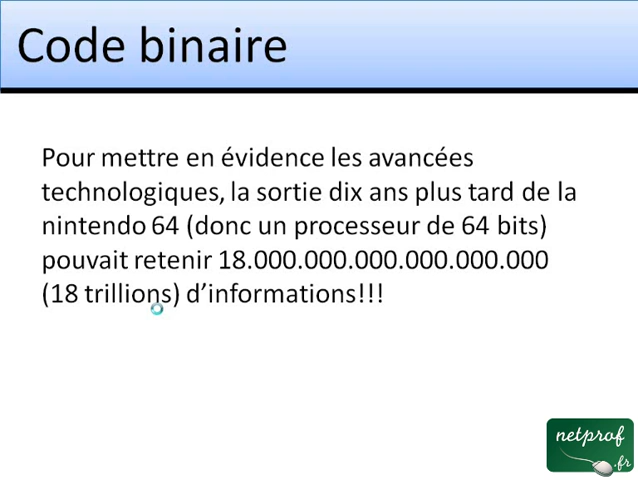 Code binaire
Pour mettre en évidence les avancées
technologiques, la sortie dix ans plus tard de la
nintendo 64 (donc un processeur de 64 bits)
pouvait retenir 18.000.000.000.000.000.000
(18 trillions) d’informations!!!
netprof
.fr